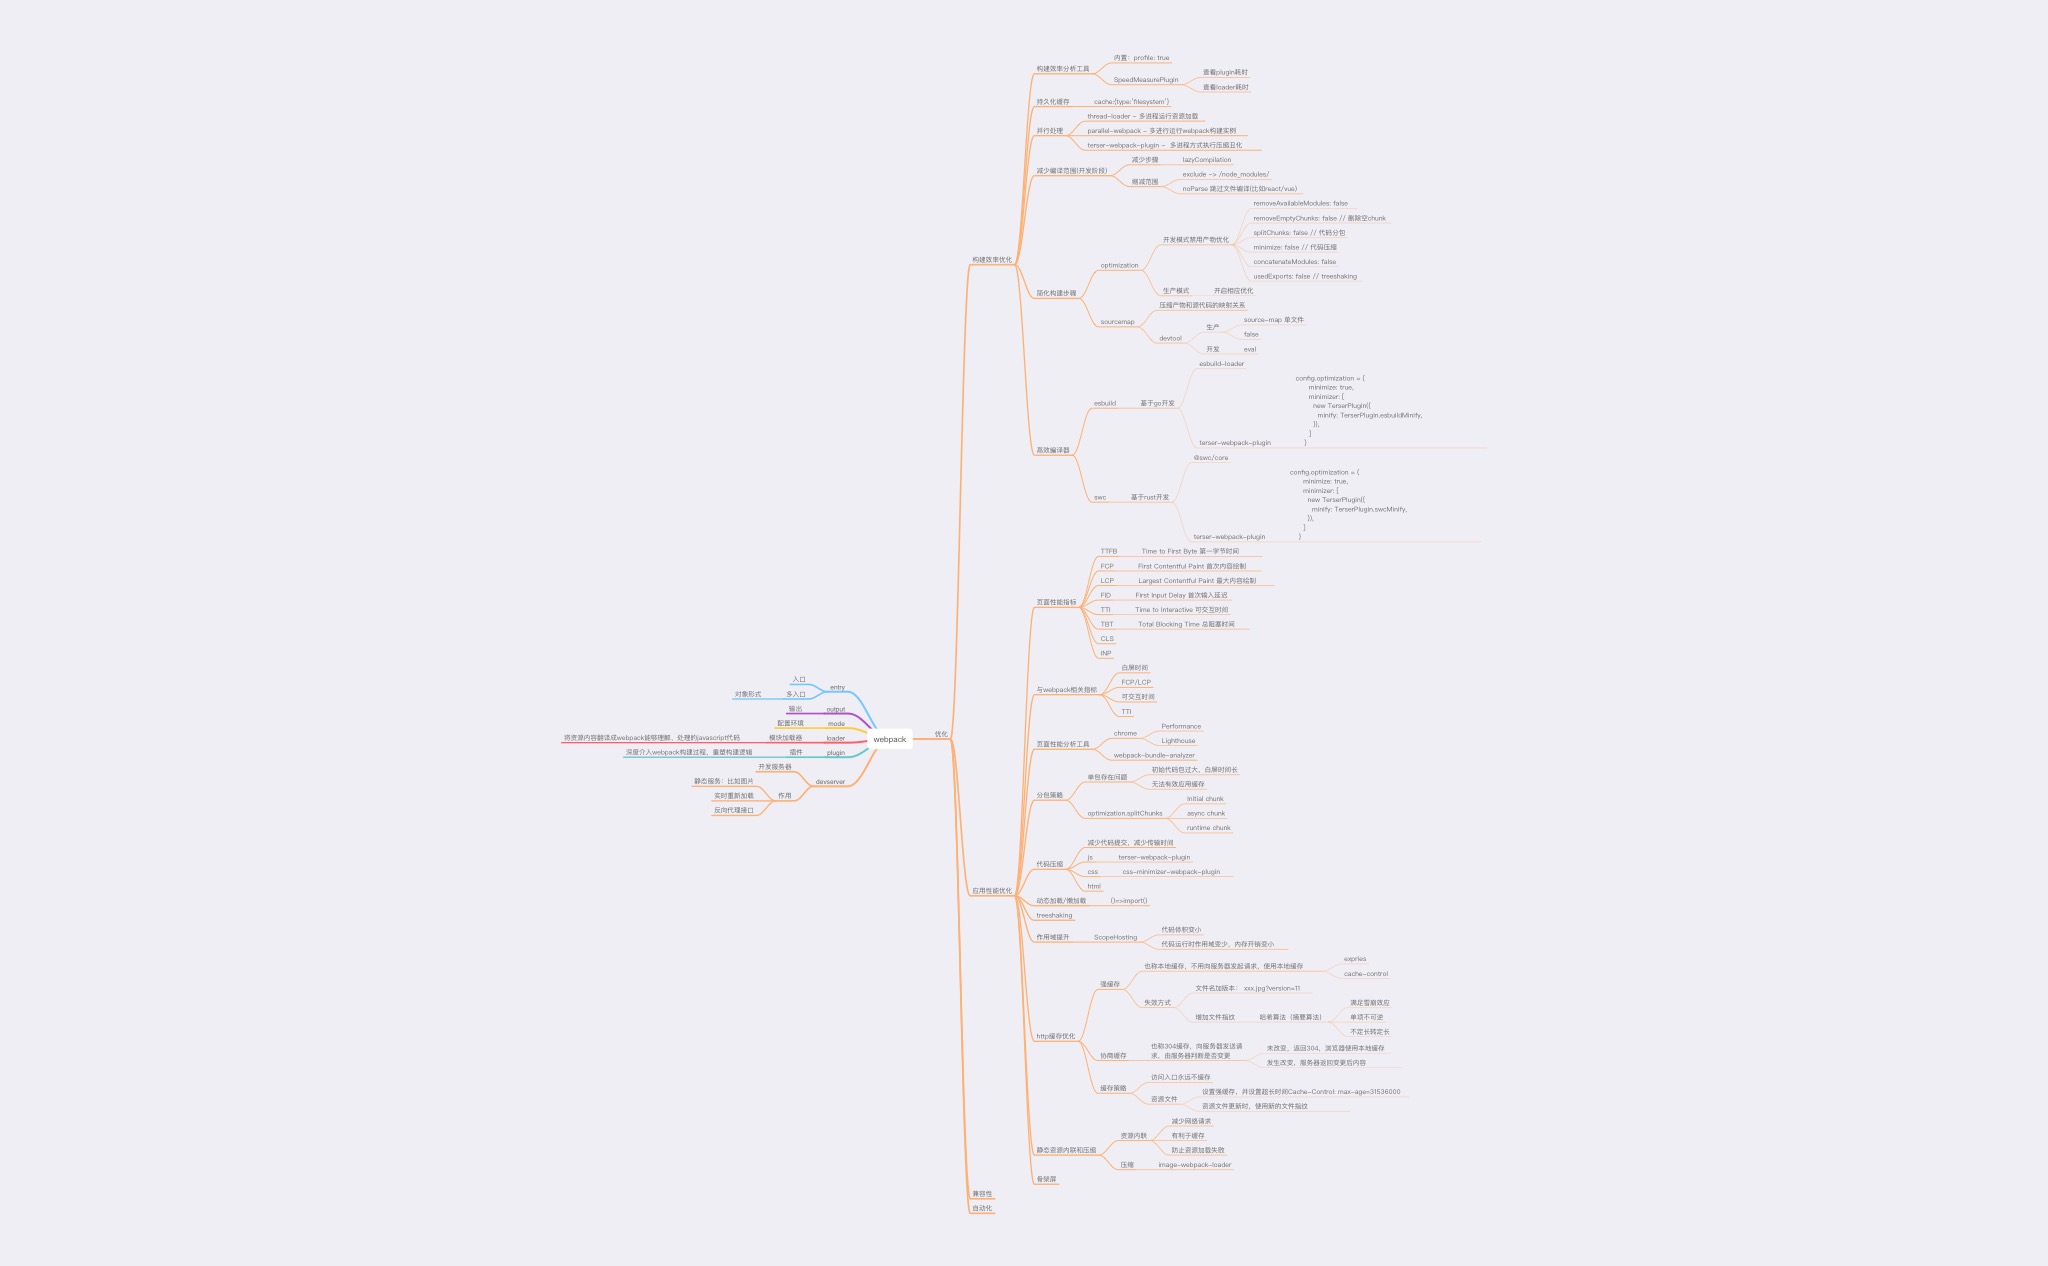 webpack
entry
入口
多入口
对象形式
output
输出
mode
配置环境
loader
模块加载器
将资源内容翻译成webpack能够理解、处理的javascript代码
plugin
插件
深度介入webpack构建过程,重塑构建逻辑
devserver
开发服务器
作用
静态服务:比如图片
实时重新加载
反向代理接口
优化
构建效率优化
构建效率分析工具
内置:profile: true
SpeedMeasurePlugin
查看plugin耗时
查看loader耗时
持久化缓存
cache:{type:'filesystem'}
并行处理
thread-loader - 多进程运行资源加载
parallel-webpack - 多进行运行webpack构建实例
terser-webpack-plugin - 多进程方式执行压缩丑化
减少编译范围(开发阶段)
减少步骤
lazyCompilation
缩减范围
exclude -> /node_modules/
noParse 跳过文件编译(比如react/vue)
简化构建步骤
optimization
开发模式禁用产物优化
removeAvailableModules: false
removeEmptyChunks: false // 删除空chunk
splitChunks: false // 代码分包
minimize: false // 代码压缩
concatenateModules: false
usedExports: false // treeshaking
生产模式
开启相应优化
sourcemap
压缩产物和源代码的映射关系
devtool
生产
source-map 单文件
false
开发
eval
高效编译器
esbuild
基于go开发
esbuild-loader
terser-webpack-plugin
config.optimization = {
minimize: true,
minimizer: [
new TerserPlugin({
minify: TerserPlugin.esbuildMinify,
}),
]
}
swc
基于rust开发
@swc/core
terser-webpack-plugin
config.optimization = {
minimize: true,
minimizer: [
new TerserPlugin({
minify: TerserPlugin.swcMinify,
}),
]
}
应用性能优化
页面性能指标
TTFB
Time to First Byte 第一字节时间
FCP
First Contentful Paint 首次内容绘制
LCP
Largest Contentful Paint 最大内容绘制
FID
First Input Delay 首次输入延迟
TTI
Time to Interactive 可交互时间
TBT
Total Blocking Time 总阻塞时间
CLS
INP
与webpack相关指标
白屏时间
FCP/LCP
可交互时间
TTI
页面性能分析工具
chrome
Performance
Lighthouse
webpack-bundle-analyzer
分包策略
单包存在问题
初始代码包过大,白屏时间长
无法有效应用缓存
optimization.splitChunks
initial chunk
async chunk
runtime chunk
代码压缩
减少代码提交,减少传输时间
js
terser-webpack-plugin
css
css-minimizer-webpack-plugin
html
动态加载/懒加载
()=>import()
treeshaking
作用域提升
ScopeHosting
代码体积变小
代码运行时作用域变少,内存开销变小
http缓存优化
强缓存
也称本地缓存,不用向服务器发起请求,使用本地缓存
expries
cache-control
失效方式
文件名加版本: xxx.jpg?version=11
增加文件指纹
哈希算法(摘要算法)
满足雪崩效应
单项不可逆
不定长转定长
协商缓存
也称304缓存,向服务器发送请
求,由服务器判断是否变更
未改变,返回304,浏览器使用本地缓存
发生改变,服务器返回变更后内容
缓存策略
访问入口永远不缓存
资源文件
设置强缓存,并设置超长时间Cache-Control: max-age=31536000
资源文件更新时,使用新的文件指纹
静态资源内联和压缩
资源内联
减少网络请求
有利于缓存
防止资源加载失败
压缩
image-webpack-loader
骨架屏
兼容性
自动化